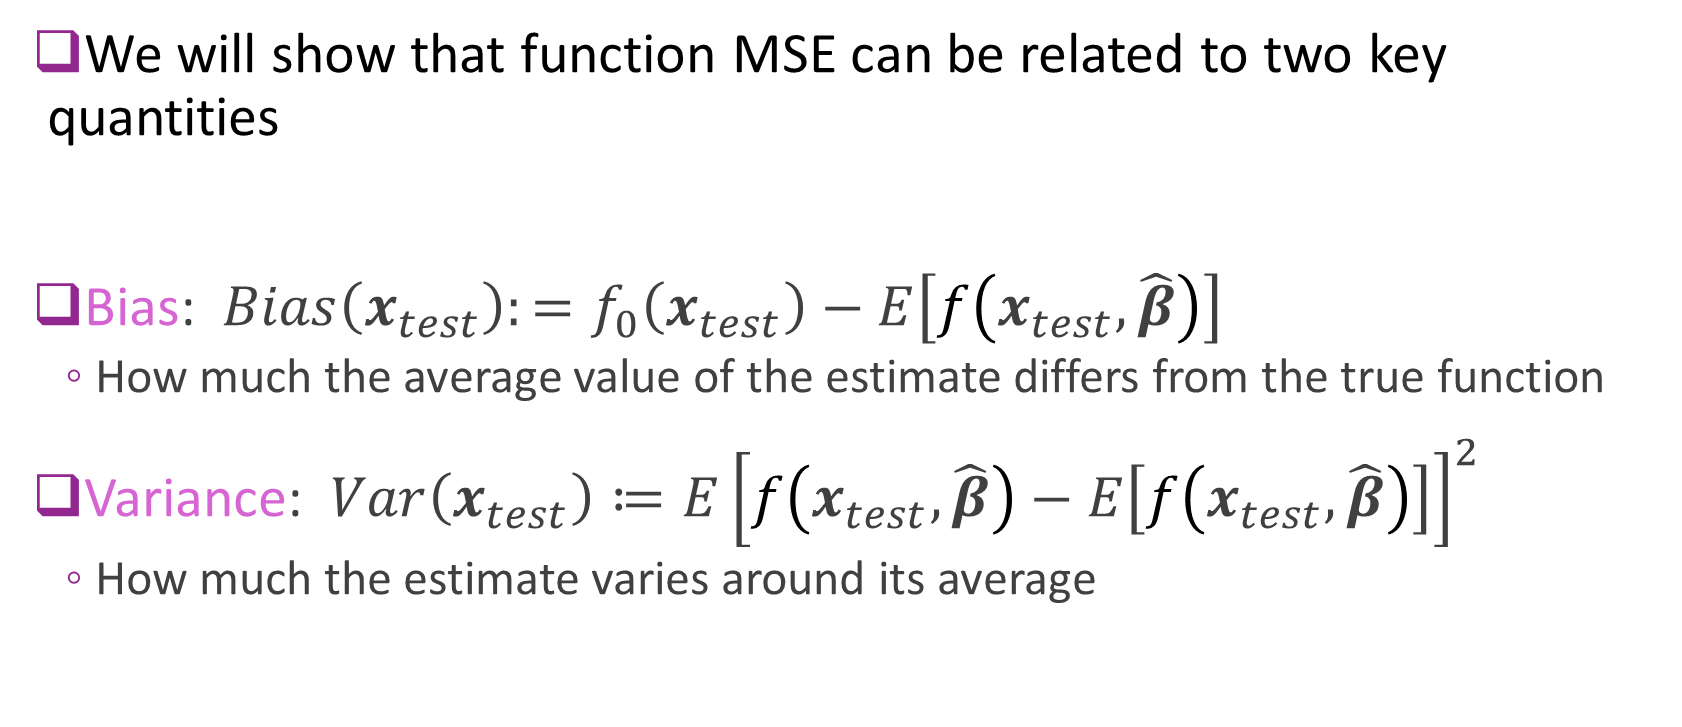 ❑We will show that function MSE can be related to two key
quantities
❑Bias: Bias(𝒙_test):= f₀(𝒙_test) − E[f(𝒙_test, 𝜷̂)]
◦ How much the average value of the estimate differs from the true function
❑Variance: Var(𝒙_test) ≔ E[f(𝒙_test, 𝜷̂) − E[f(𝒙_test, 𝜷̂)]]²
◦ How much the estimate varies around its average